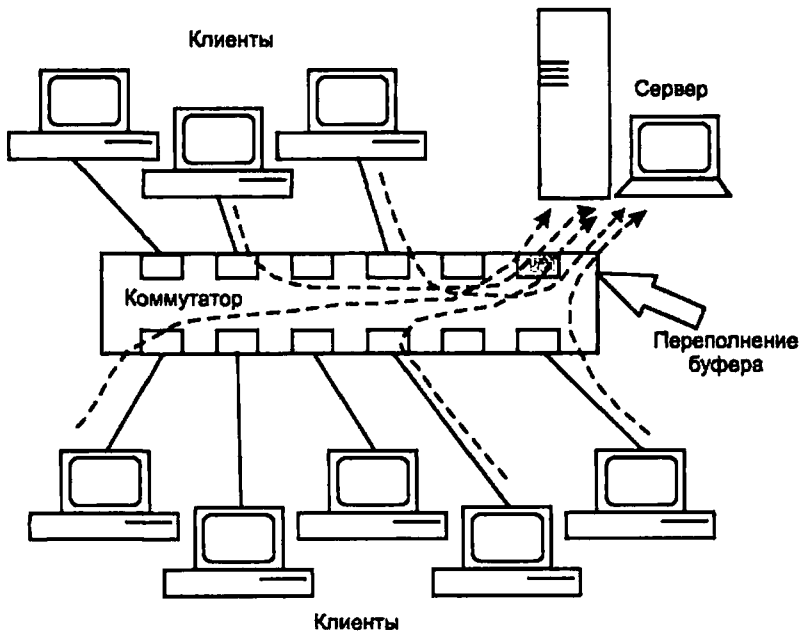 Клиенты
Сервер
Коммутатор
Переполнение
буфера
Клиенты